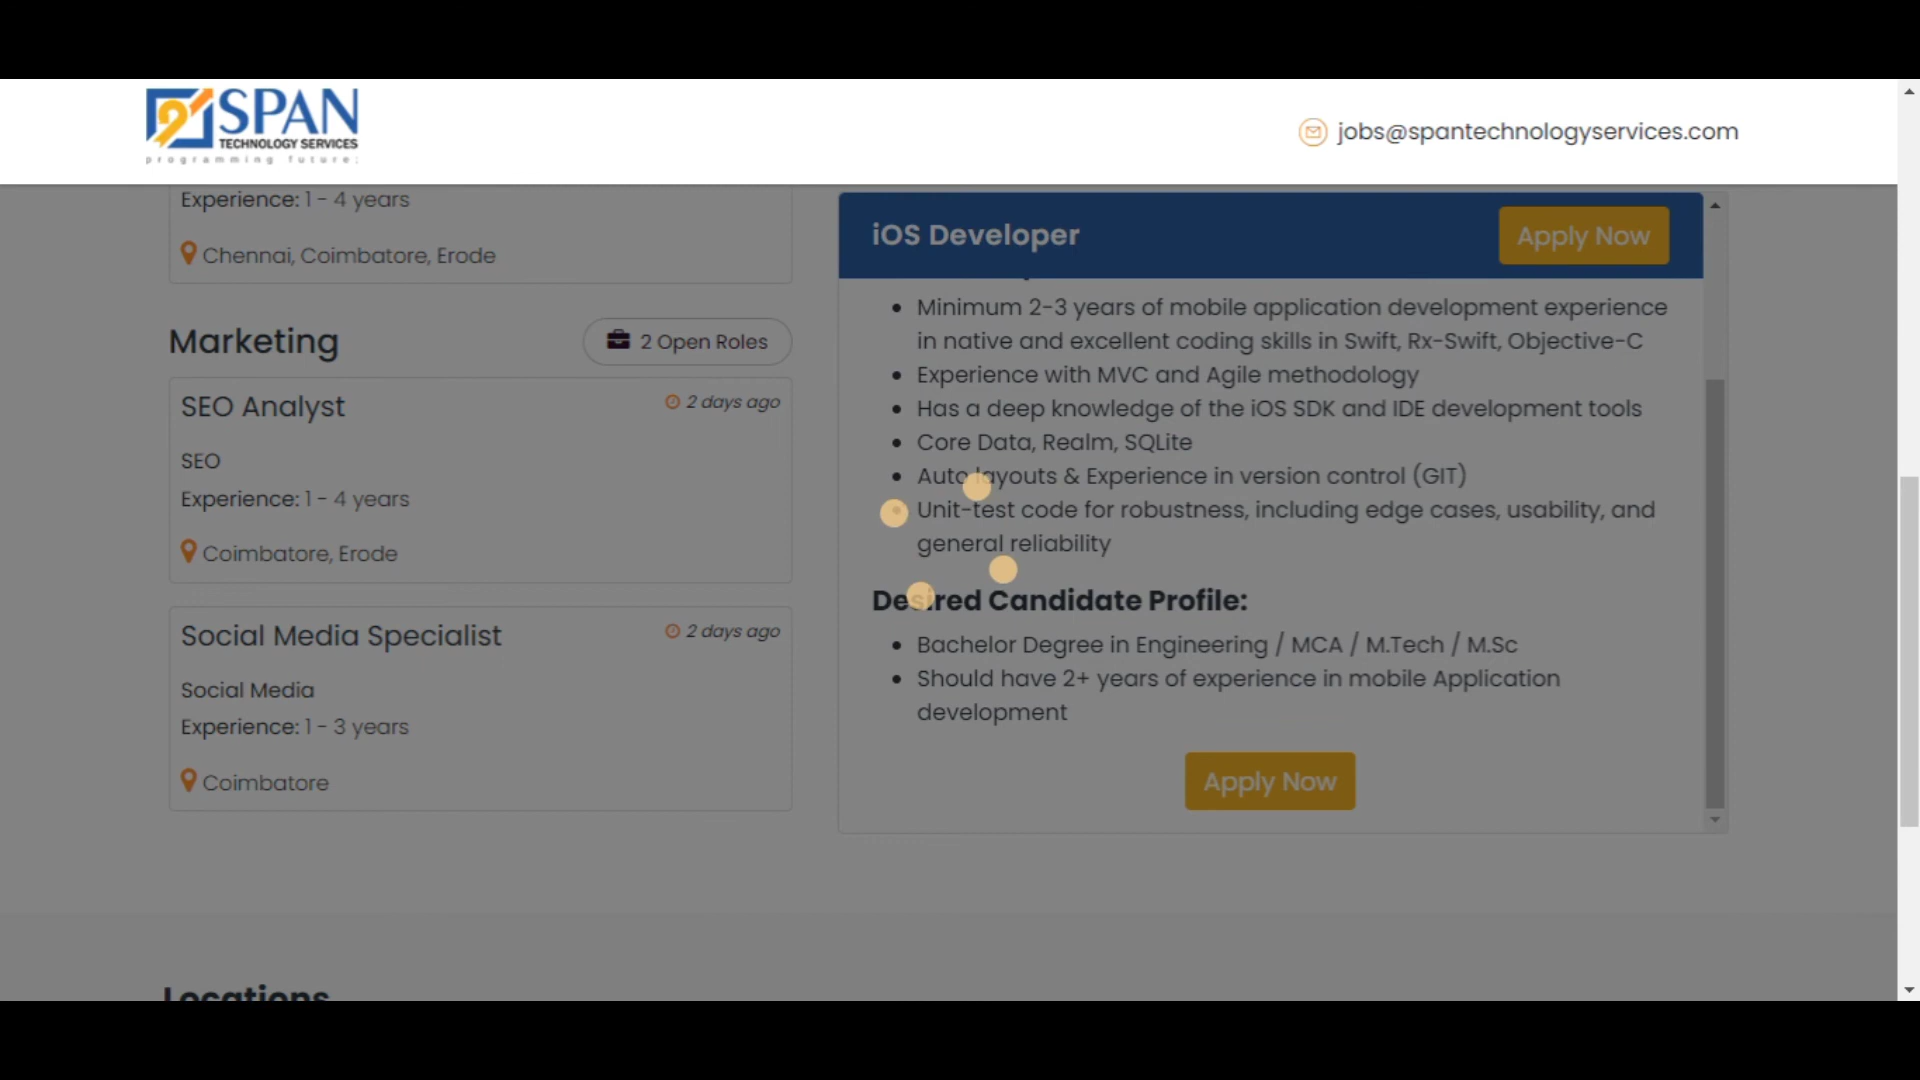 SPAN
TECHNOLOGY SERVICES
programming future;
jobs@spantechnologyservices.com
Experience: 1 - 4 years
Chennai, Coimbatore, Erode
Marketing
2 Open Roles
SEO Analyst
2 days ago
SEO
Experience: 1 - 4 years
Coimbatore, Erode
Social Media Specialist
2 days ago
Social Media
Experience: 1 - 3 years
Coimbatore
iOS Developer
Apply Now
Minimum 2-3 years of mobile application development experience
in native and excellent coding skills in Swift, Rx-Swift, Objective-C
Experience with MVC and Agile methodology
Has a deep knowledge of the iOS SDK and IDE development tools
Core Data, Realm, SQLite
Auto layouts & Experience in version control (GIT)
Unit-test code for robustness, including edge cases, usability, and
general reliability
Desired Candidate Profile:
Bachelor Degree in Engineering / MCA / M.Tech / M.Sc
Should have 2+ years of experience in mobile Application
development
Apply Now
Locations